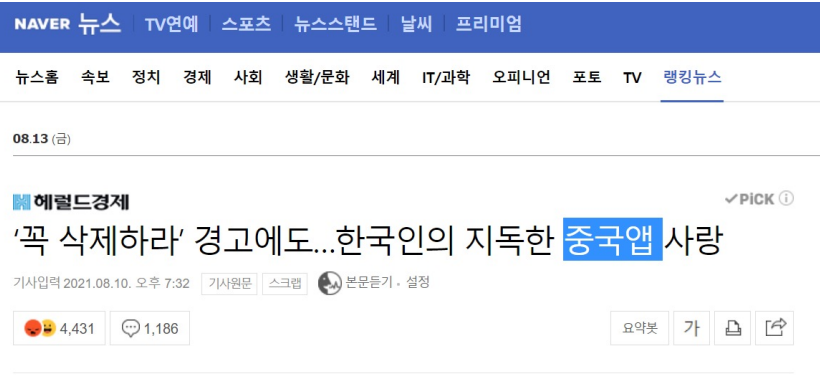 NAVER 뉴스 TV연예 스포츠 뉴스스탠드 날씨 프리미엄
뉴스홈 속보 정치 경제 사회 생활/문화 세계 IT/과학 오피니언 포토 TV 랭킹뉴스
08.13 (금)
헤럴드경제 PiCK
‘꼭 삭제하라’ 경고에도…한국인의 지독한 중국앱 사랑
기사입력 2021.08.10. 오후 7:32 기사원문 스크랩 본문듣기 · 설정
4,431 1,186 요약봇 가